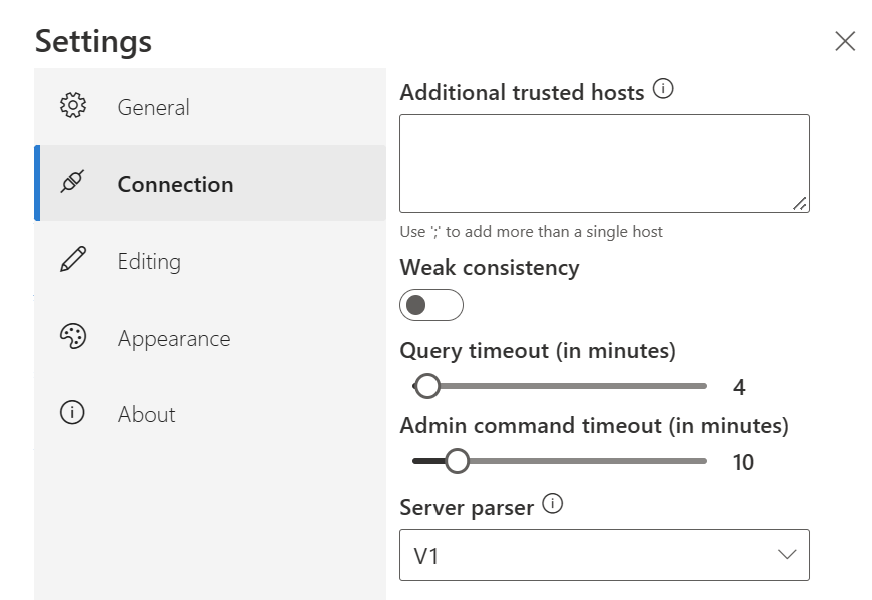 Settings
General
Connection
Editing
Appearance
About
Additional trusted hosts
Use ';' to add more than a single host
Weak consistency
Query timeout (in minutes)
4
Admin command timeout (in minutes)
10
Server parser
V1